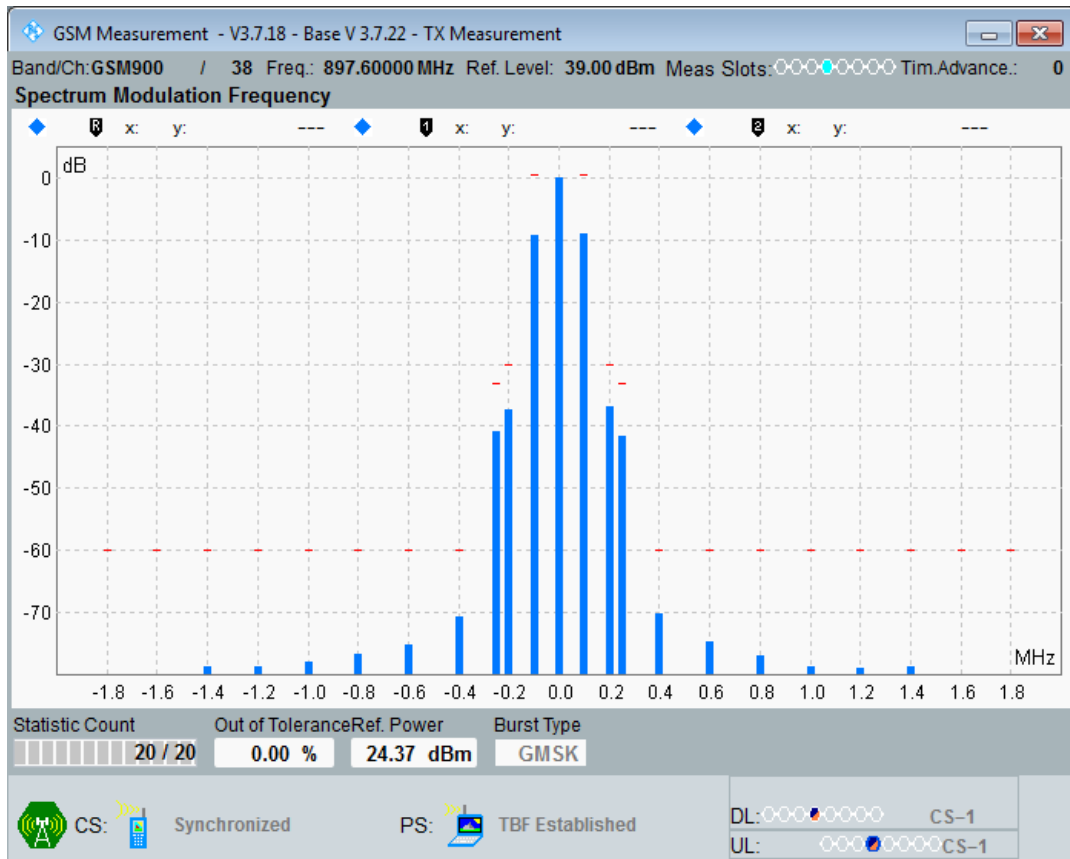 GSM Measurement - V3.7.18 - Base V 3.7.22 - TX Measurement
Band/Ch:GSM900 / 38 Freq.: 897.60000 MHz Ref. Level: 39.00 dBm Meas Slots: Tim.Advance.: 0
Spectrum Modulation Frequency
R x: y: --- 1 x: y: --- 2 x: y: ---
dB
0
-10
-20
-30
-40
-50
-60
-70
MHz
-1.8 -1.6 -1.4 -1.2 -1.0 -0.8 -0.6 -0.4 -0.2 0.0 0.2 0.4 0.6 0.8 1.0 1.2 1.4 1.6 1.8
Statistic Count Out of Tolerance Ref. Power Burst Type
20 / 20 0.00 % 24.37 dBm GMSK
CS: Synchronized PS: TBF Established
DL: CS-1
UL: CS-1